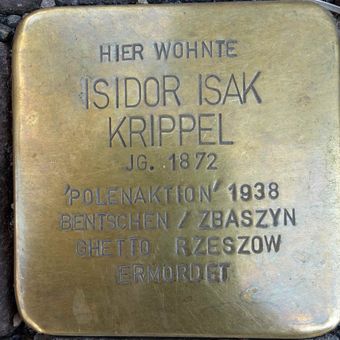 HIER WOHNTE
ISIDOR ISAK
KRIPPEL
JG. 1872
'POLENAKTION' 1938
BENTSCHEN / ZBASZYN
GHETTO RZESZOW
ERMORDET